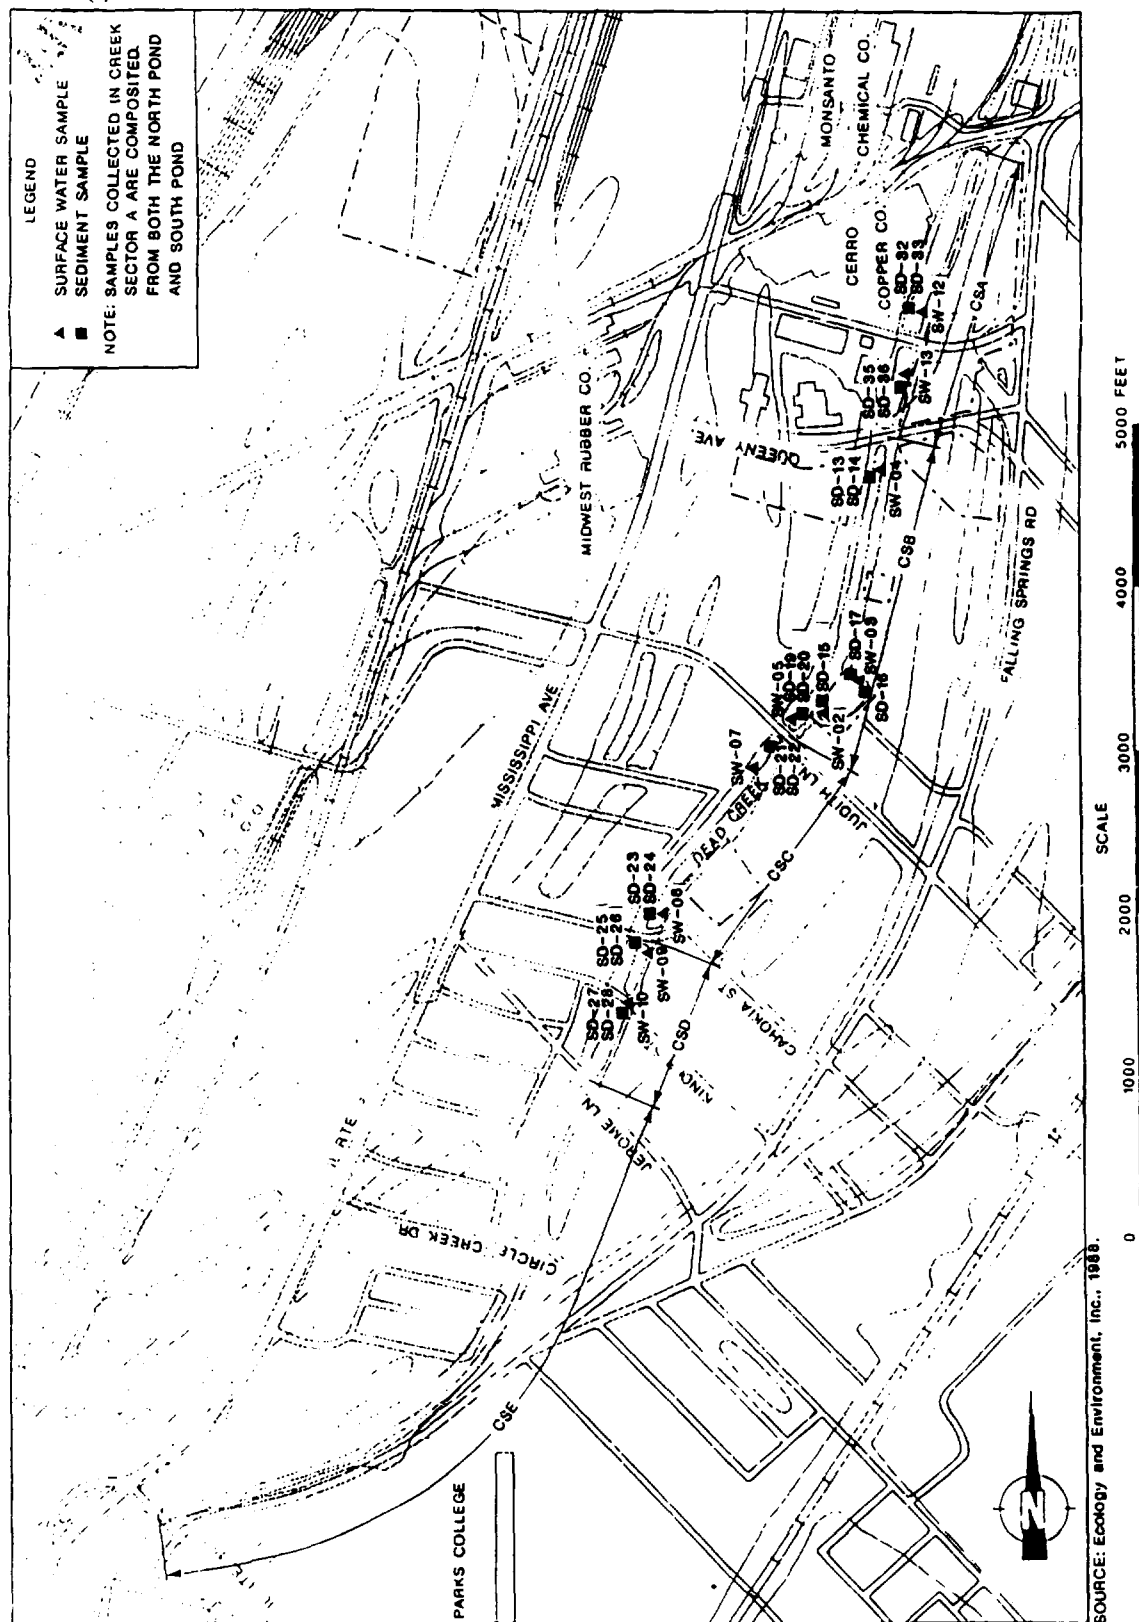 LEGEND
▲ SURFACE WATER SAMPLE
■ SEDIMENT SAMPLE
NOTE: SAMPLES COLLECTED IN CREEK
SECTOR A ARE COMPOSITED
FROM BOTH THE NORTH POND
AND SOUTH POND
MONSANTO
CHEMICAL CO.
CERRO
COPPER CO.
SD-32
SD-33
SW-12
CSA
SD-35
SD-36
SW-13
MIDWEST RUBBER CO.
QUEENY AVE.
SD-13
SD-14
SW-04
CSB
FALLING SPRINGS RD
MISSISSIPPI AVE
SW-05
SD-19
SD-20
SD-15
SD-17
SW-03
SD-16
SW-02
SW-07
SD-21
SD-22
JUDITH LN
DEAD CREEK
CSC
SD-23
SD-24
SW-08
SD-25
SD-26
SW-09
CAHOKIA ST
SD-27
SD-28
SW-10
CSD
JEROME LN
RTE
CIRCLE CREEK DR
CSE
PARKS COLLEGE
N
SCALE
0 1000 2000 3000 4000 5000 FEET
SOURCE: Ecology and Environment, Inc., 1988.